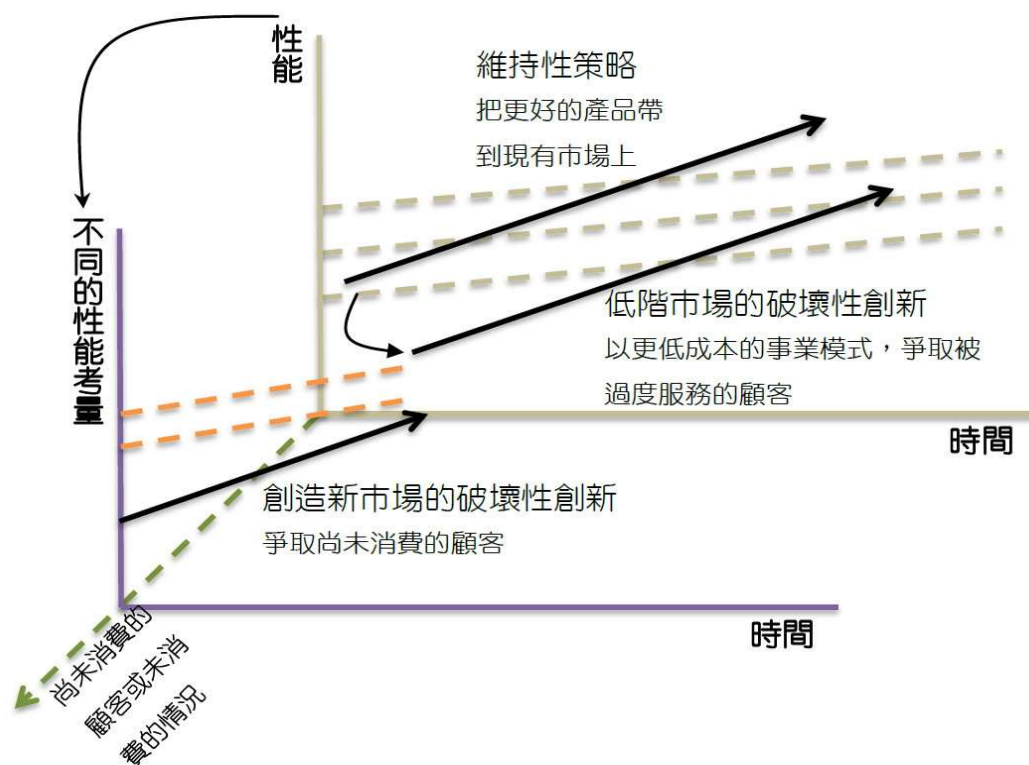 性能
維持性策略
把更好的產品帶
到現有市場上
不同的性能考量
低階市場的破壞性創新
以更低成本的事業模式，爭取被
過度服務的顧客
時間
創造新市場的破壞性創新
爭取尚未消費的顧客
時間
尚未消費的
顧客或未消
費的情況